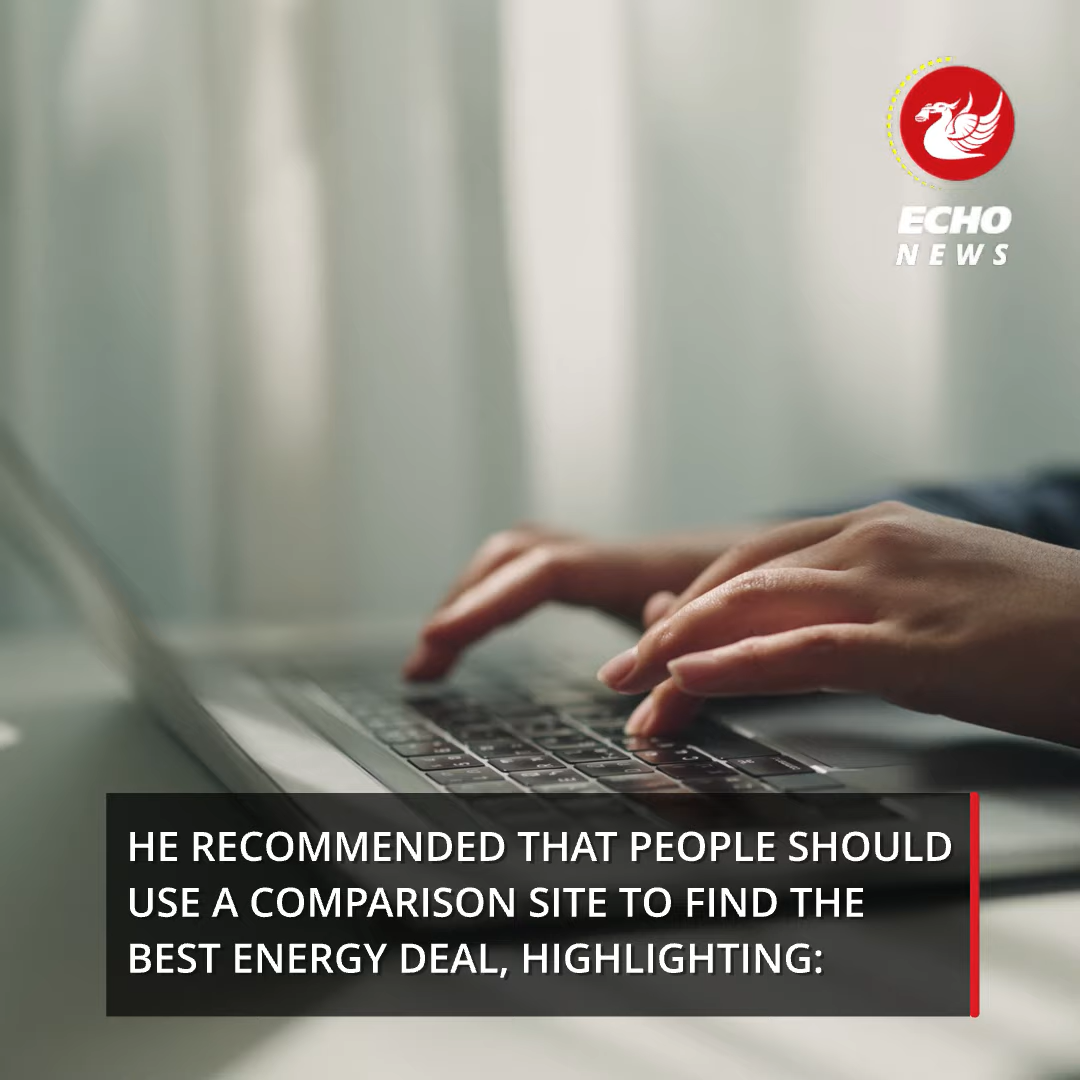 ECHO
NEWS
HE RECOMMENDED THAT PEOPLE SHOULD
USE A COMPARISON SITE TO FIND THE
BEST ENERGY DEAL, HIGHLIGHTING: